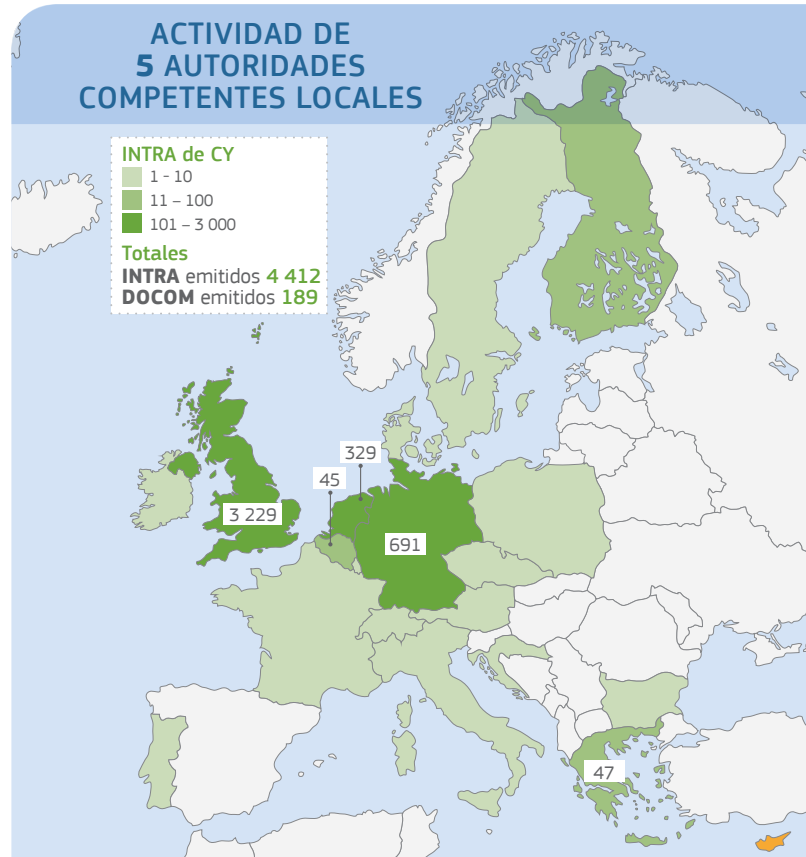 ACTIVIDAD DE
5 AUTORIDADES
COMPETENTES LOCALES
INTRA de CY
1 - 10
11 – 100
101 – 3 000
Totales
INTRA emitidos 4 412
DOCOM emitidos 189
329
45
3 229
691
47